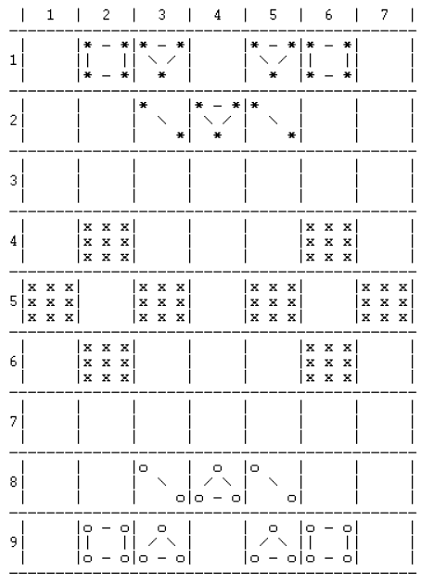 | 1 | 2 | 3 | 4 | 5 | 6 | 7 |
-------------------------------------------
 |     |* - *|* - *|     |* - *|* - *|     |
1|     ||   || \ / |     | \ / ||   ||     |
 |     |* - *|  *  |     |  *  |* - *|     |
-------------------------------------------
 |     |     |*    |* - *|*    |     |     |
2|     |     |  \  | \ / |  \  |     |     |
 |     |     |    *|  *  |    *|     |     |
-------------------------------------------
 |     |     |     |     |     |     |     |
3|     |     |     |     |     |     |     |
 |     |     |     |     |     |     |     |
-------------------------------------------
 |     |x x x|     |     |     |x x x|     |
4|     |x x x|     |     |     |x x x|     |
 |     |x x x|     |     |     |x x x|     |
-------------------------------------------
 |x x x|     |x x x|     |x x x|     |x x x|
5|x x x|     |x x x|     |x x x|     |x x x|
 |x x x|     |x x x|     |x x x|     |x x x|
-------------------------------------------
 |     |x x x|     |     |     |x x x|     |
6|     |x x x|     |     |     |x x x|     |
 |     |x x x|     |     |     |x x x|     |
-------------------------------------------
 |     |     |     |     |     |     |     |
7|     |     |     |     |     |     |     |
 |     |     |     |     |     |     |     |
-------------------------------------------
 |     |     |o    |  o  |o    |     |     |
8|     |     |  \  | / \ |  \  |     |     |
 |     |     |    o|o - o|    o|     |     |
-------------------------------------------
 |     |o - o|  o  |     |  o  |o - o|     |
9|     ||   || / \ |     | / \ ||   ||     |
 |     |o - o|o - o|     |o - o|o - o|     |
-------------------------------------------